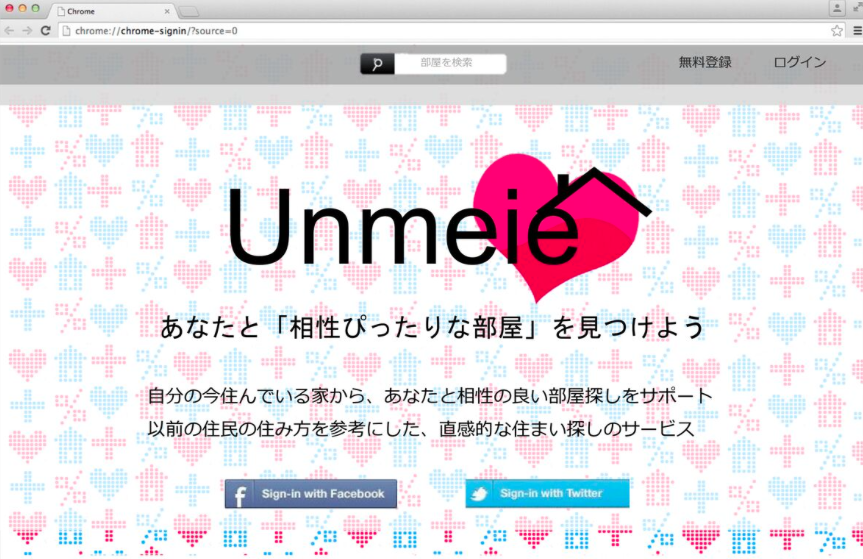 Chrome
chrome://chrome-signin/?source=0
部屋を検索
無料登録
ログイン
Unmeie
あなたと「相性ぴったりな部屋」を見つけよう
自分の今住んでいる家から、あなたと相性の良い部屋探しをサポート
以前の住民の住み方を参考にした、直感的な住まい探しのサービス
Sign-in with Facebook
Sign-in with Twitter